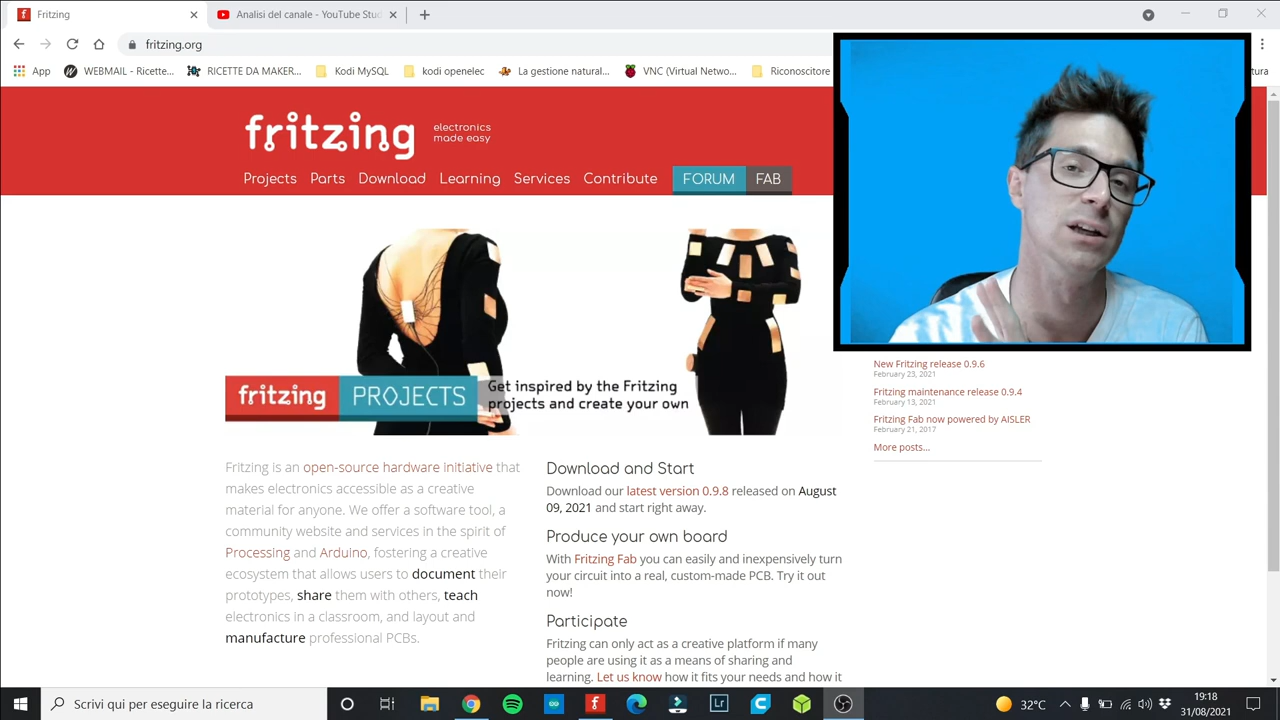 Fritzing
Analisi del canale - YouTube Stud
fritzing.org
App
WEBMAIL - Ricette...
RICETTE DA MAKER...
Kodi MySQL
kodi openelec
La gestione natural...
VNC (Virtual Netwo...
Riconoscitore
fritzing
electronics
made easy
Projects Parts Download Learning Services Contribute FORUM FAB
fritzing PROJECTS
Get inspired by the Fritzing
projects and create your own
New Fritzing release 0.9.6
February 23, 2021
Fritzing maintenance release 0.9.4
February 13, 2021
Fritzing Fab now powered by AISLER
February 21, 2017
More posts...
Fritzing is an open-source hardware initiative that
makes electronics accessible as a creative
material for anyone. We offer a software tool, a
community website and services in the spirit of
Processing and Arduino, fostering a creative
ecosystem that allows users to document their
prototypes, share them with others, teach
electronics in a classroom, and layout and
manufacture professional PCBs.
Download and Start
Download our latest version 0.9.8 released on August
09, 2021 and start right away.
Produce your own board
With Fritzing Fab you can easily and inexpensively turn
your circuit into a real, custom-made PCB. Try it out
now!
Participate
Fritzing can only act as a creative platform if many
people are using it as a means of sharing and
learning. Let us know how it fits your needs and how it
Scrivi qui per eseguire la ricerca
Lr
32°C
19:18
31/08/2021